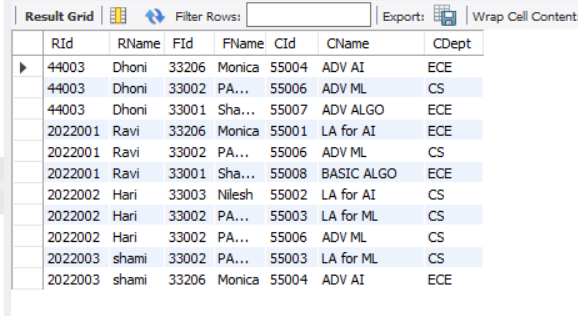 Result Grid Filter Rows: Export: Wrap Cell Content:
RId RName FId FName CId CName CDept
44003 Dhoni 33206 Monica 55004 ADV AI ECE
44003 Dhoni 33002 PA... 55006 ADV ML CS
44003 Dhoni 33001 Sha... 55007 ADV ALGO ECE
2022001 Ravi 33206 Monica 55001 LA for AI ECE
2022001 Ravi 33002 PA... 55006 ADV ML CS
2022001 Ravi 33001 Sha... 55008 BASIC ALGO ECE
2022002 Hari 33003 Nilesh 55002 LA for AI CS
2022002 Hari 33002 PA... 55003 LA for ML CS
2022002 Hari 33002 PA... 55006 ADV ML CS
2022003 shami 33002 PA... 55003 LA for ML CS
2022003 shami 33206 Monica 55004 ADV AI ECE